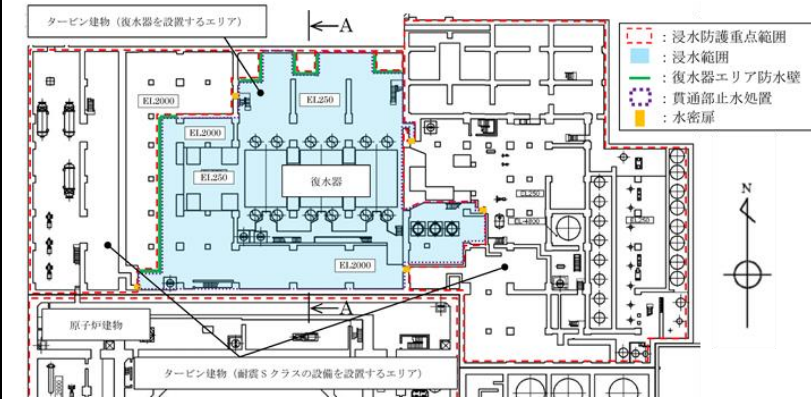 タービン建物（復水器を設置するエリア）
A
：浸水防護重点範囲
：浸水範囲
：復水器エリア防水壁
：貫通部止水処置
：水密扉
EL2000
EL250
EL2000
EL250
復水器
EL250
EL-4800
EL250
EL2000
N
A
原子炉建物
タービン建物（耐震Sクラスの設備を設置するエリア）